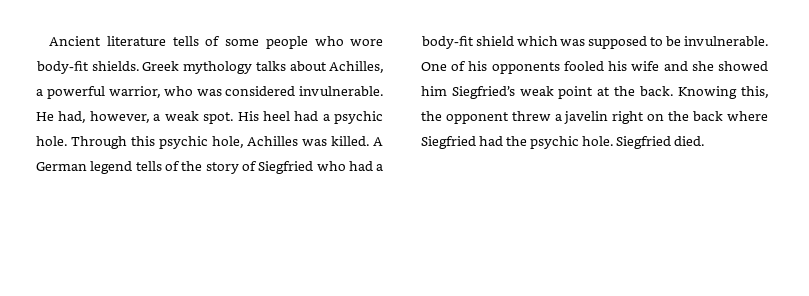 Ancient literature tells of some people who wore
body-fit shields. Greek mythology talks about Achilles,
a powerful warrior, who was considered invulnerable.
He had, however, a weak spot. His heel had a psychic
hole. Through this psychic hole, Achilles was killed. A
German legend tells of the story of Siegfried who had a
body-fit shield which was supposed to be invulnerable.
One of his opponents fooled his wife and she showed
him Siegfried's weak point at the back. Knowing this,
the opponent threw a javelin right on the back where
Siegfried had the psychic hole. Siegfried died.